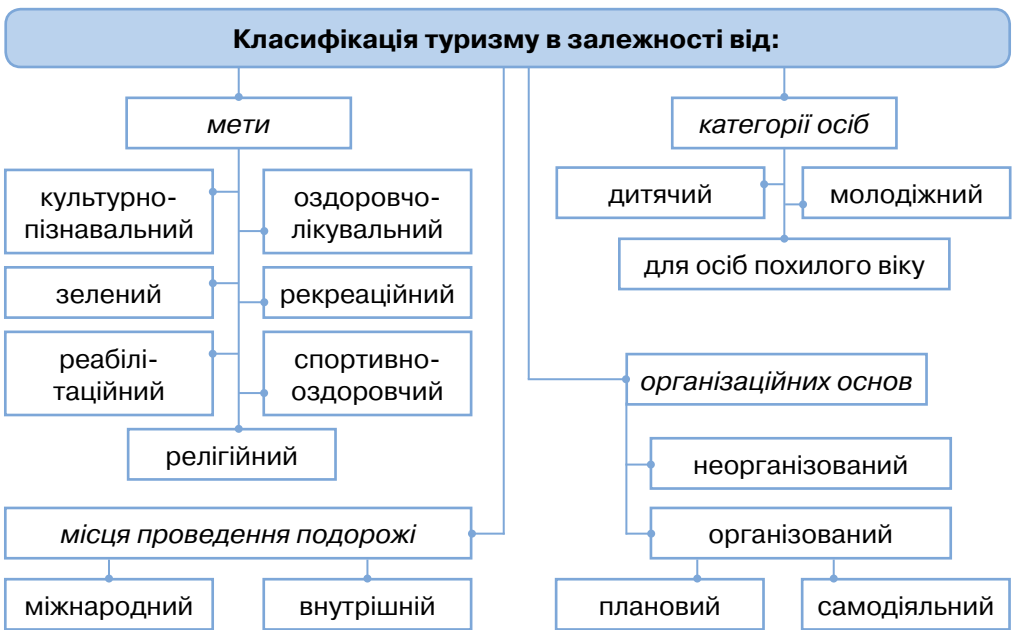 Класифікація туризму в залежності від:
мети
культурно-
пізнавальний
оздоровчо-
лікувальний
зелений
рекреаційний
реабілі-
таційний
спортивно-
оздоровчий
релігійний
категорії осіб
дитячий
молодіжний
для осіб похилого віку
організаційних основ
неорганізований
організований
плановий
самодіяльний
місця проведення подорожі
міжнародний
внутрішній